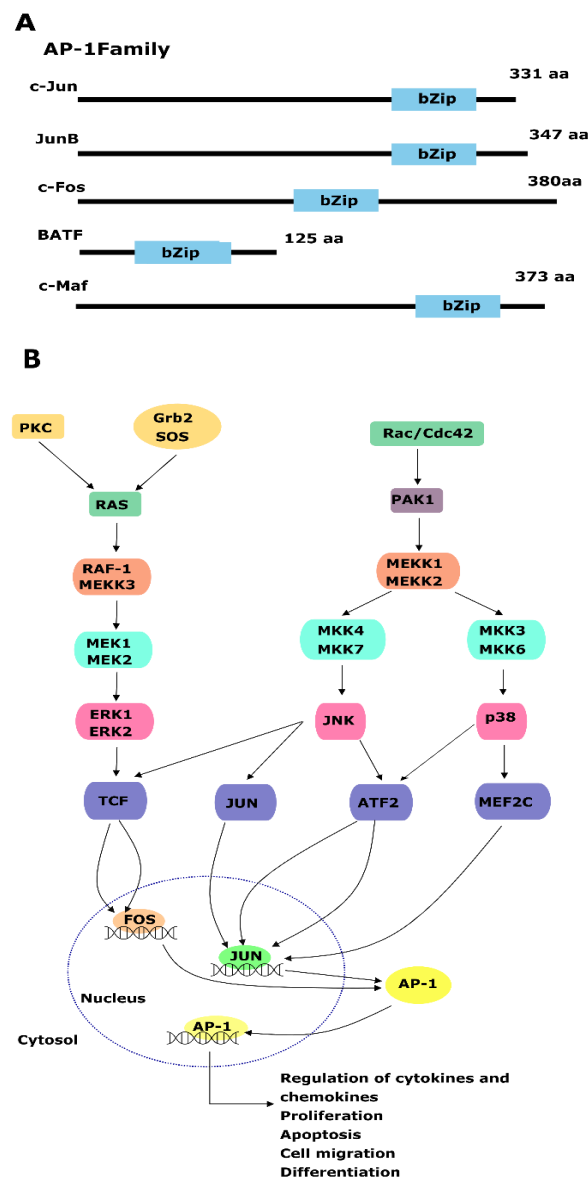 A
AP-1Family
c-Jun
331 aa
bZip
JunB
347 aa
bZip
c-Fos
380aa
bZip
BATF
125 aa
bZip
c-Maf
373 aa
bZip
B
PKC
Grb2
SOS
Rac/Cdc42
RAS
PAK1
RAF-1
MEKK3
MEKK1
MEKK2
MEK1
MEK2
MKK4
MKK7
MKK3
MKK6
ERK1
ERK2
JNK
p38
TCF
JUN
ATF2
MEF2C
FOS
JUN
AP-1
Nucleus
AP-1
Cytosol
Regulation of cytokines and
chemokines
Proliferation
Apoptosis
Cell migration
Differentiation